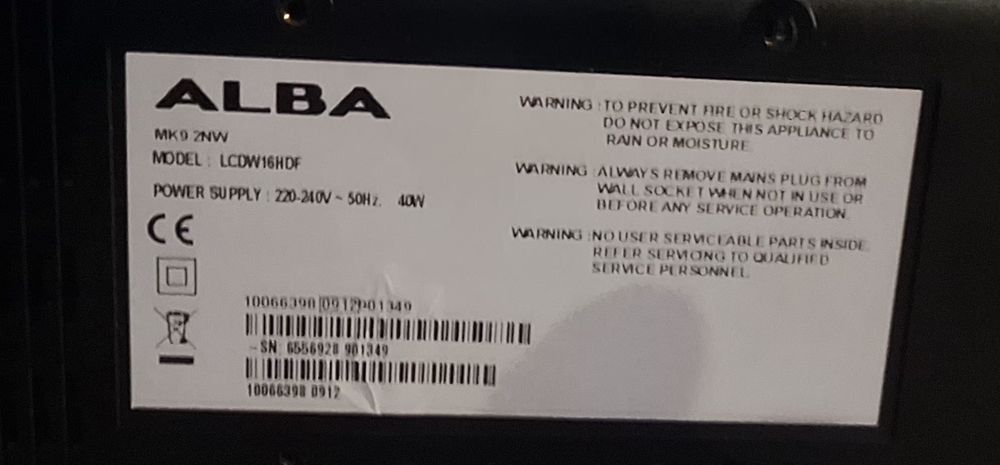 ALBA
MK9 2NW
MODEL : LCDW16HDF
POWER SUPPLY : 220-240V ~ 50Hz, 40W
CE
WARNING : TO PREVENT FIRE OR SHOCK HAZARD
DO NOT EXPOSE THIS APPLIANCE TO
RAIN OR MOISTURE
WARNING : ALWAYS REMOVE MAINS PLUG FROM
WALL SOCKET WHEN NOT IN USE OR
BEFORE ANY SERVICE OPERATION.
WARNING : NO USER SERVICEABLE PARTS INSIDE.
REFER SERVICING TO QUALIFIED
SERVICE PERSONNEL.
10066398
~SN: 6556928 901349
10066398 0912